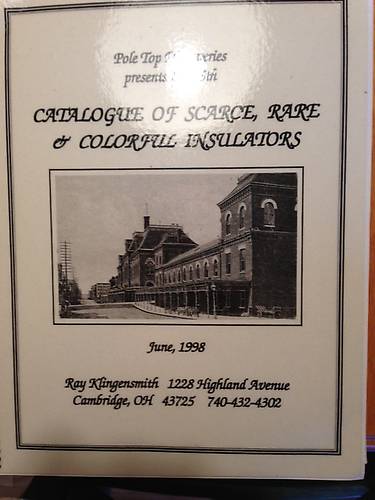 Pole Top
presents
CATALOGUE OF SCARCE, RARE
& COLORFUL INSULATORS
June, 1998
Ray Klingensmith 1228 Highland Avenue
Cambridge, OH 43725 740-432-4302